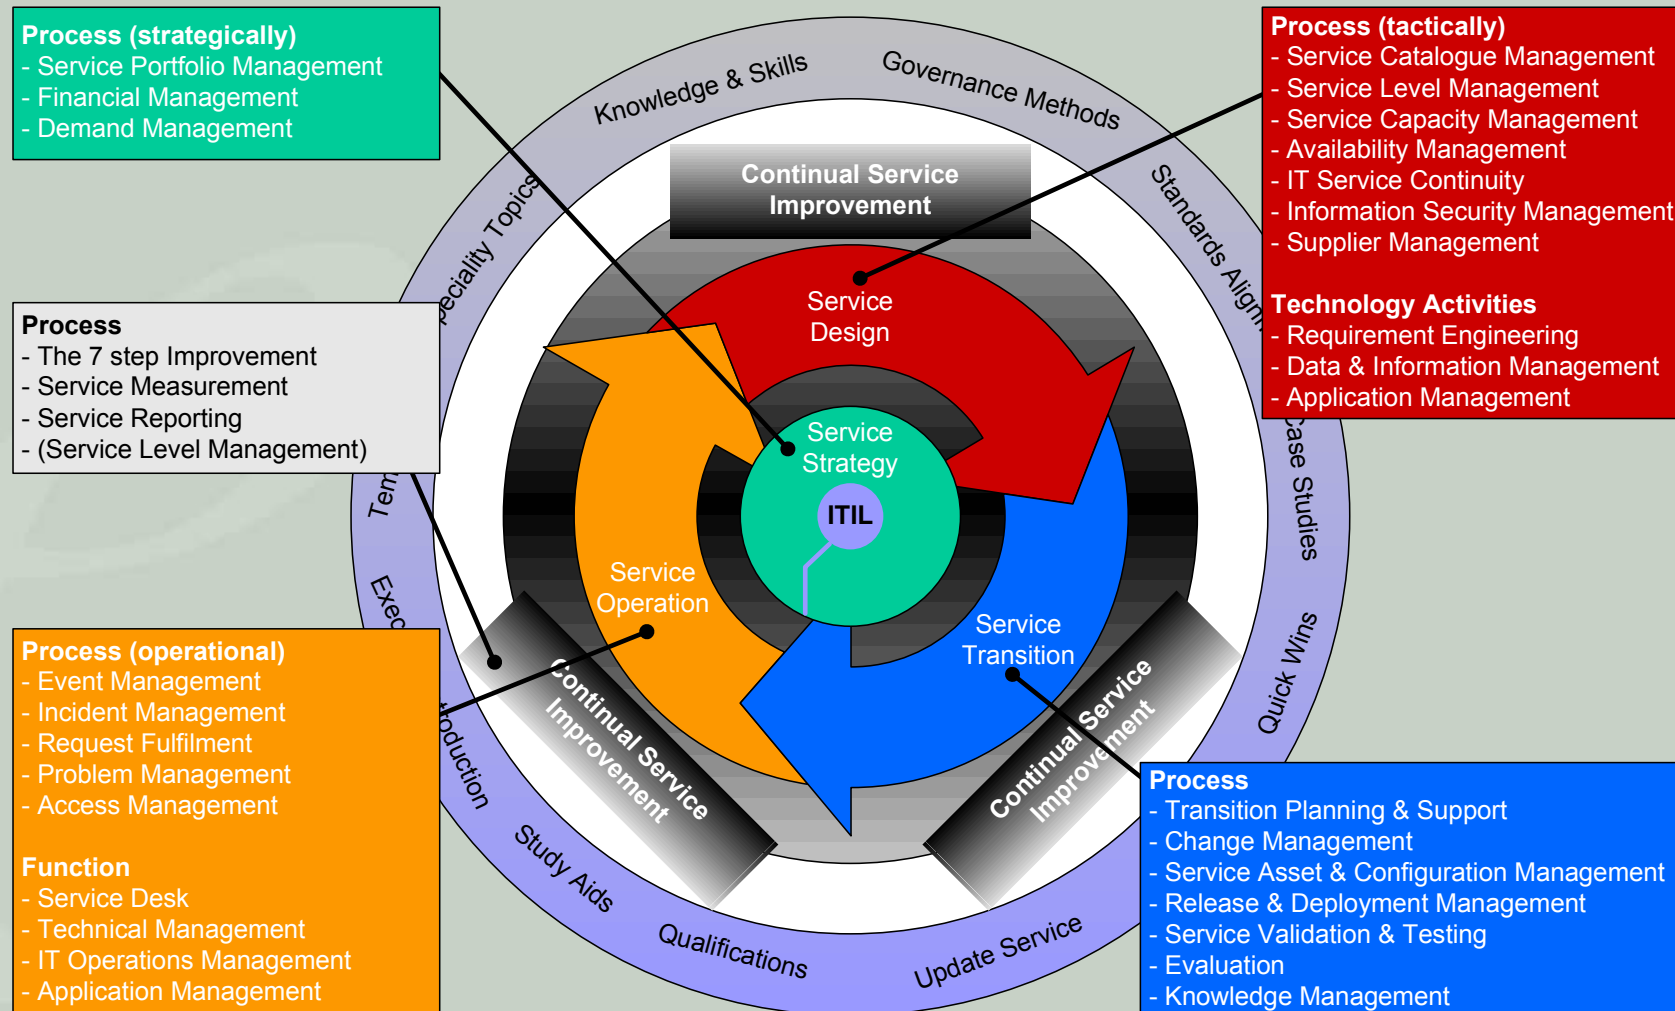 Process (strategically)
- Service Portfolio Management
- Financial Management
- Demand Management
Process (tactically)
- Service Catalogue Management
- Service Level Management
- Service Capacity Management
- Availability Management
- IT Service Continuity
- Information Security Management
- Supplier Management
Technology Activities
- Requirement Engineering
- Data & Information Management
- Application Management
Knowledge & Skills
Governance Methods
Standards
Case Studies
Quick Wins
Update Service
Qualifications
Study Aids
Topics
Continual Service
Improvement
Service
Design
Service
Strategy
ITIL
Service
Operation
Service
Transition
Continual Service
Improvement
Continual Service
Improvement
Process
- The 7 step Improvement
- Service Measurement
- Service Reporting
- (Service Level Management)
Process (operational)
- Event Management
- Incident Management
- Request Fulfilment
- Problem Management
- Access Management
Function
- Service Desk
- Technical Management
- IT Operations Management
- Application Management
Process
- Transition Planning & Support
- Change Management
- Service Asset & Configuration Management
- Release & Deployment Management
- Service Validation & Testing
- Evaluation
- Knowledge Management